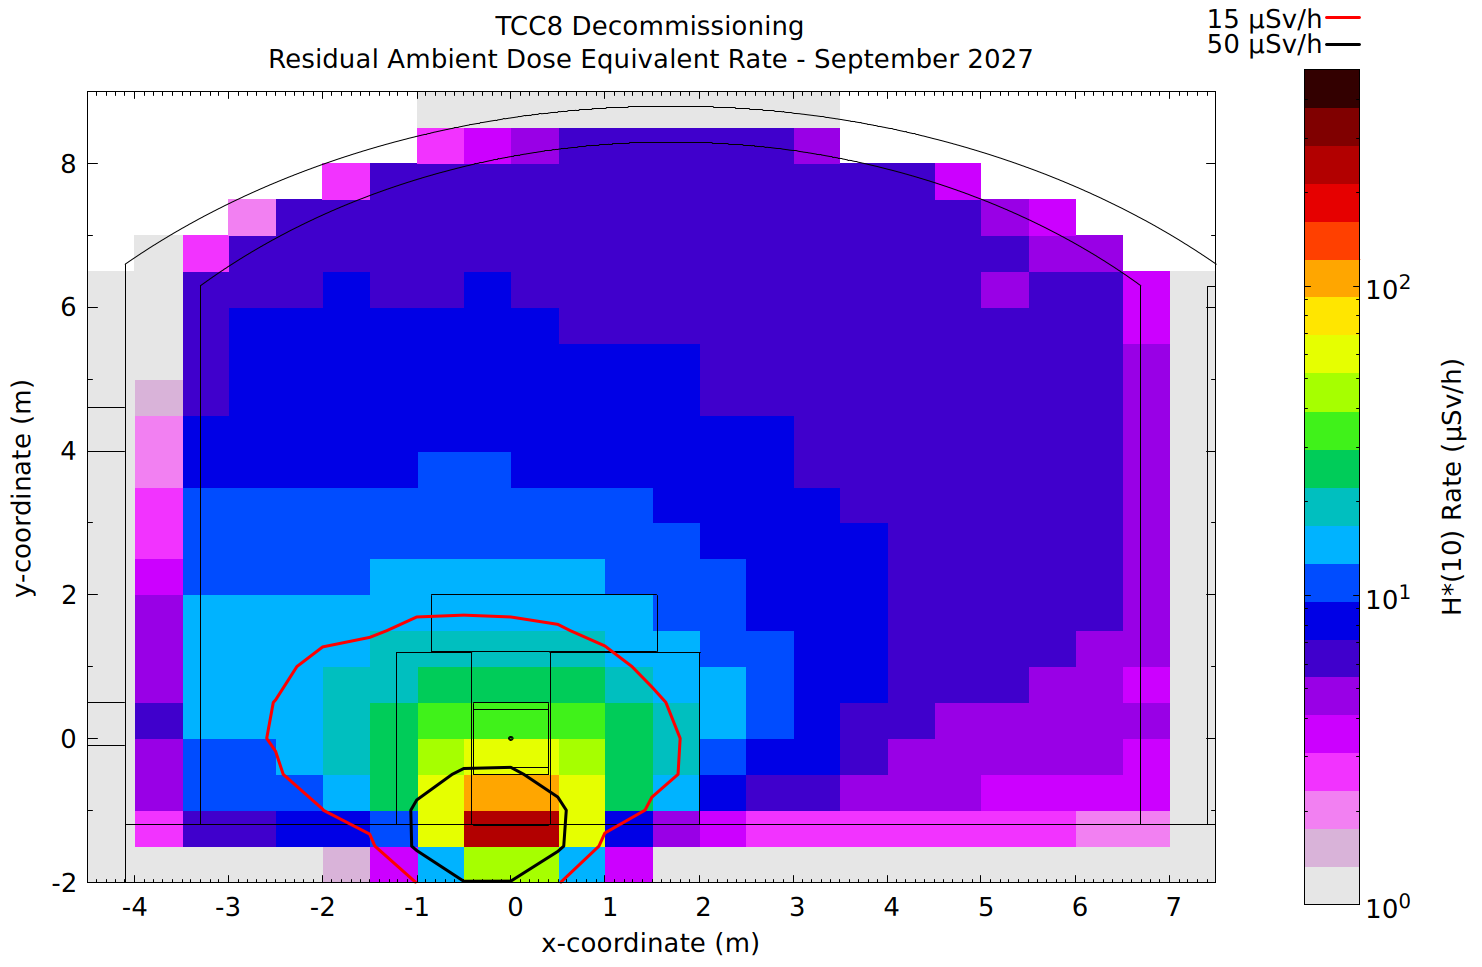 TCC8 Decommissioning
Residual Ambient Dose Equivalent Rate - September 2027
15 μSv/h
50 μSv/h
8
6
4
2
0
-2
y-coordinate (m)
-4 -3 -2 -1 0 1 2 3 4 5 6 7
x-coordinate (m)
10²
10¹
10⁰
H*(10) Rate (μSv/h)